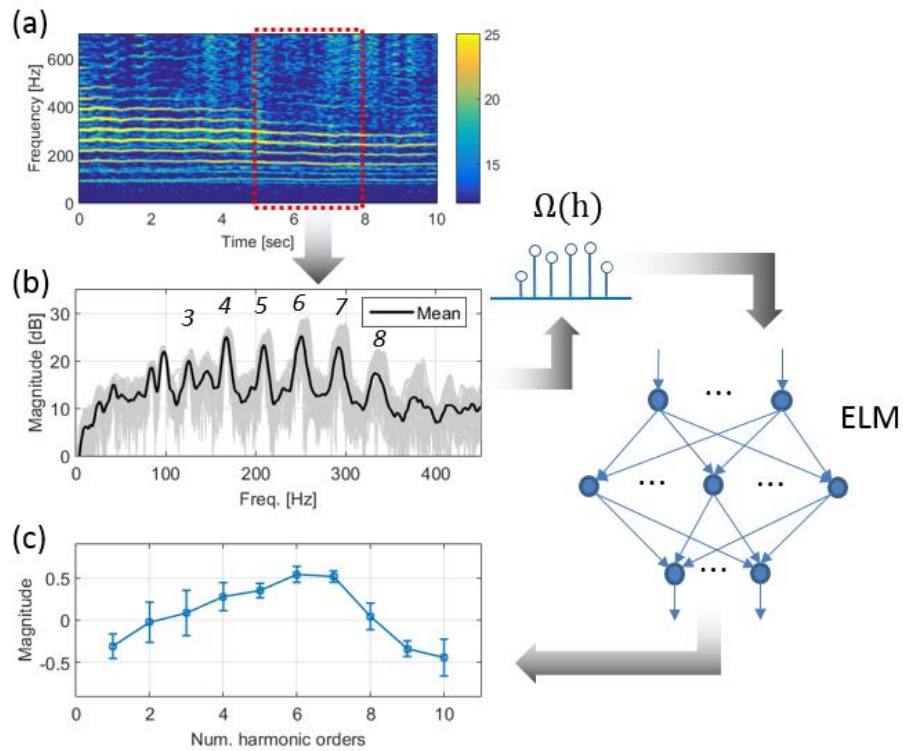 (a)
Frequency [Hz]
600
400
200
0
0 2 4 6 8 10
Time [sec]
25
20
15
Ω(h)
(b)
Magnitude [dB]
30
20
10
0
3 4 5 6 7 8
Mean
0 100 200 300 400
Freq. [Hz]
... ELM
... ...
...
(c)
Magnitude
0.5
0
-0.5
0 2 4 6 8 10
Num. harmonic orders